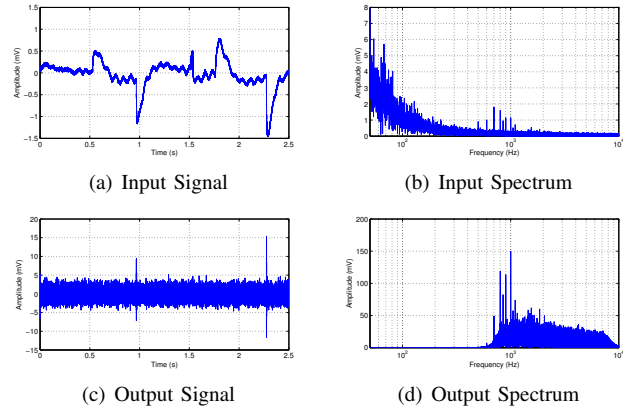 1.5
1
0.5
0
−0.5
−1
−1.5
Amplitude (mV)
0 0.5 1 1.5 2 2.5
Time (s)
(a) Input Signal
8
7
6
5
4
3
2
1
0
Amplitude (mV)
10² 10³ 10⁴
Frequency (Hz)
(b) Input Spectrum
20
15
10
5
0
−5
−10
−15
Amplitude (mV)
0 0.5 1 1.5 2 2.5
Time (s)
(c) Output Signal
200
150
100
50
0
Amplitude (mV)
10² 10³ 10⁴
Frequency (Hz)
(d) Output Spectrum